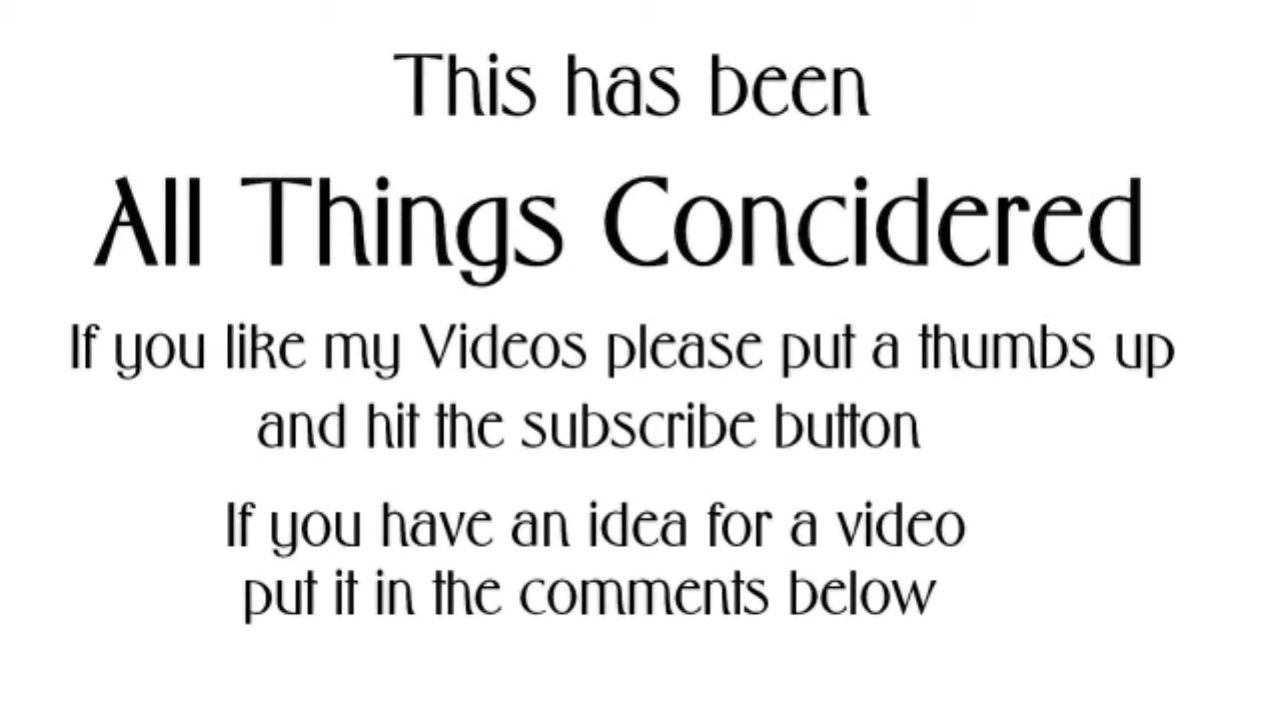 This has been
All Things Concidered
If you like my Videos please put a thumbs up
and hit the subscribe button
If you have an idea for a video
put it in the comments below